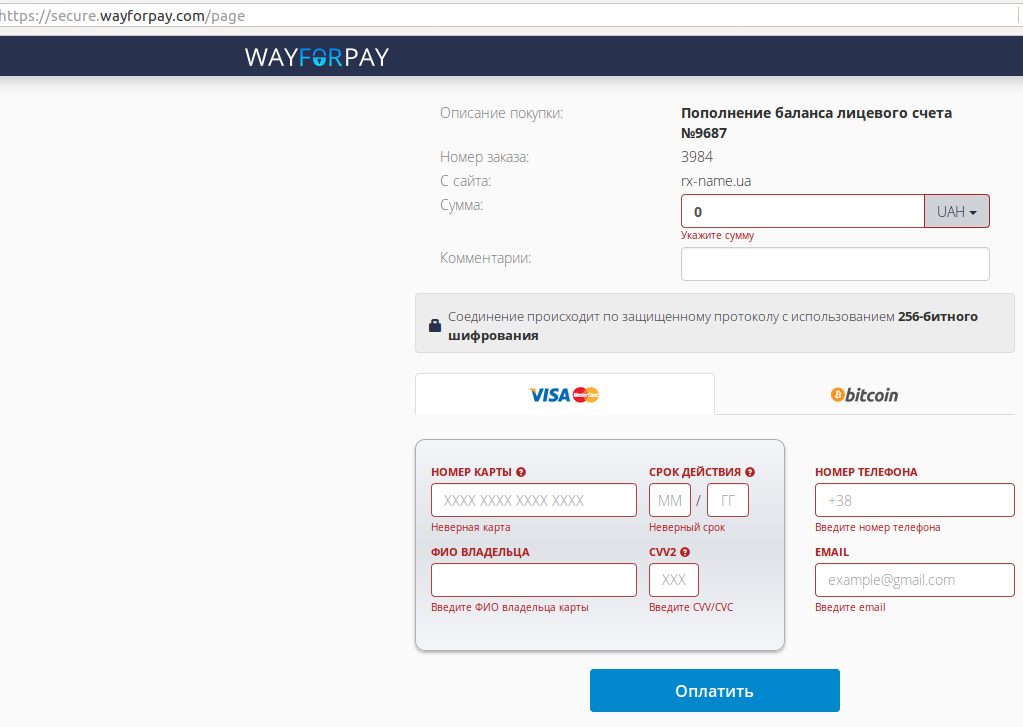 https://secure.wayforpay.com/page
WAYFORPAY
Описание покупки: Пополнение баланса лицевого счета
№9687
Номер заказа: 3984
С сайта: rx-name.ua
Сумма: 0 UAH
Укажите сумму
Комментарии:
Соединение происходит по защищенному протоколу с использованием 256-битного
шифрования
VISA MasterCard bitcoin
НОМЕР КАРТЫ СРОК ДЕЙСТВИЯ НОМЕР ТЕЛЕФОНА
XXXX XXXX XXXX XXXX ММ / ГГ +38
Неверная карта Неверный срок Введите номер телефона
ФИО ВЛАДЕЛЬЦА CVV2 EMAIL
XXX example@gmail.com
Введите ФИО владельца карты Введите CVV/CVC Введите email
Оплатить